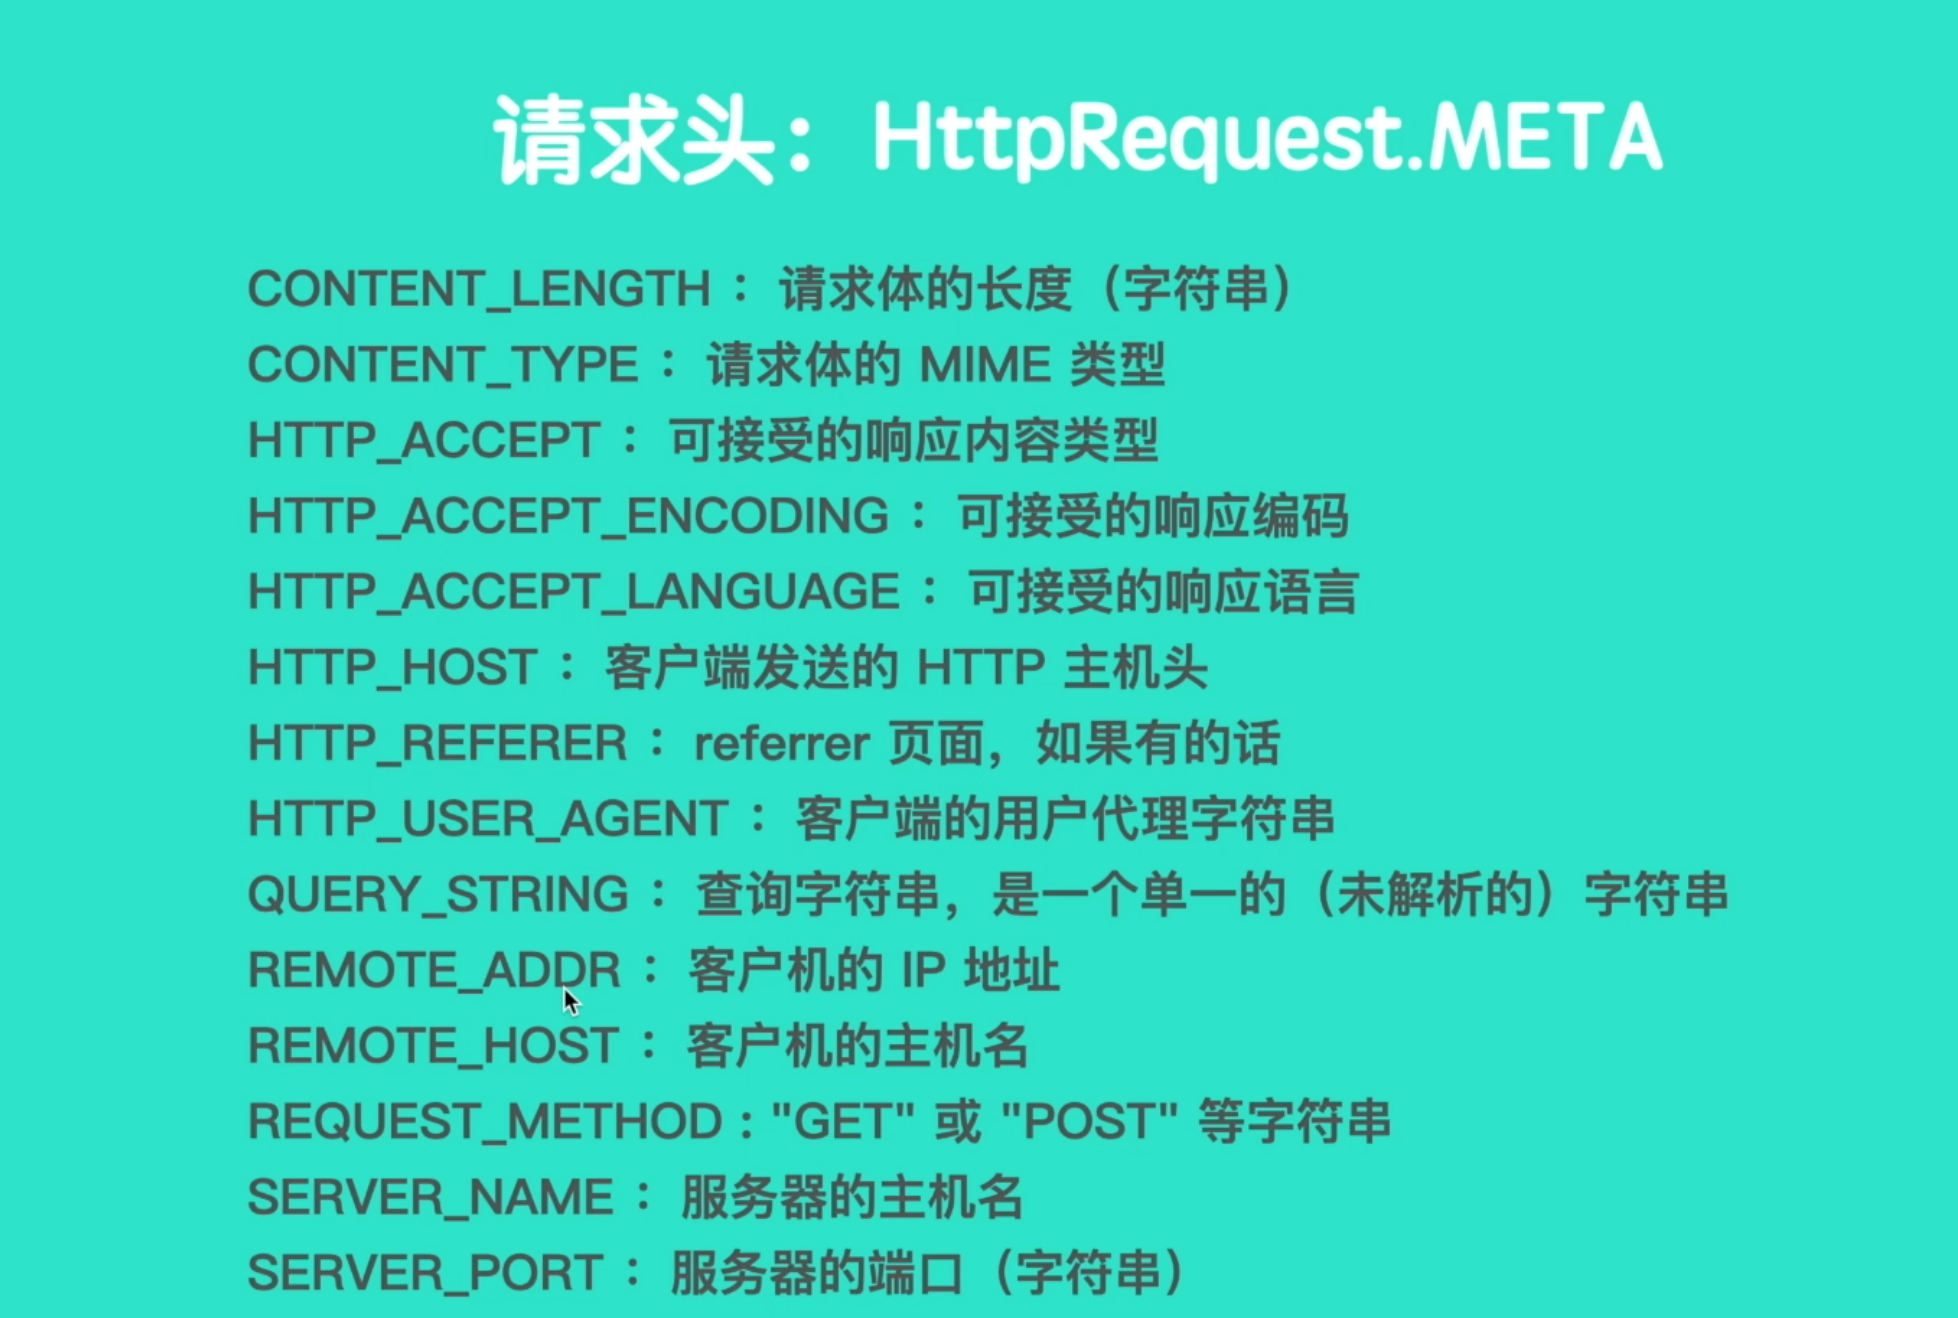 请求头：HttpRequest.META
CONTENT_LENGTH： 请求体的长度（字符串）
CONTENT_TYPE： 请求体的 MIME 类型
HTTP_ACCEPT： 可接受的响应内容类型
HTTP_ACCEPT_ENCODING： 可接受的响应编码
HTTP_ACCEPT_LANGUAGE： 可接受的响应语言
HTTP_HOST： 客户端发送的 HTTP 主机头
HTTP_REFERER： referrer 页面，如果有的话
HTTP_USER_AGENT： 客户端的用户代理字符串
QUERY_STRING： 查询字符串，是一个单一的（未解析的）字符串
REMOTE_ADDR： 客户机的 IP 地址
REMOTE_HOST： 客户机的主机名
REQUEST_METHOD : "GET" 或 "POST" 等字符串
SERVER_NAME： 服务器的主机名
SERVER_PORT： 服务器的端口（字符串）